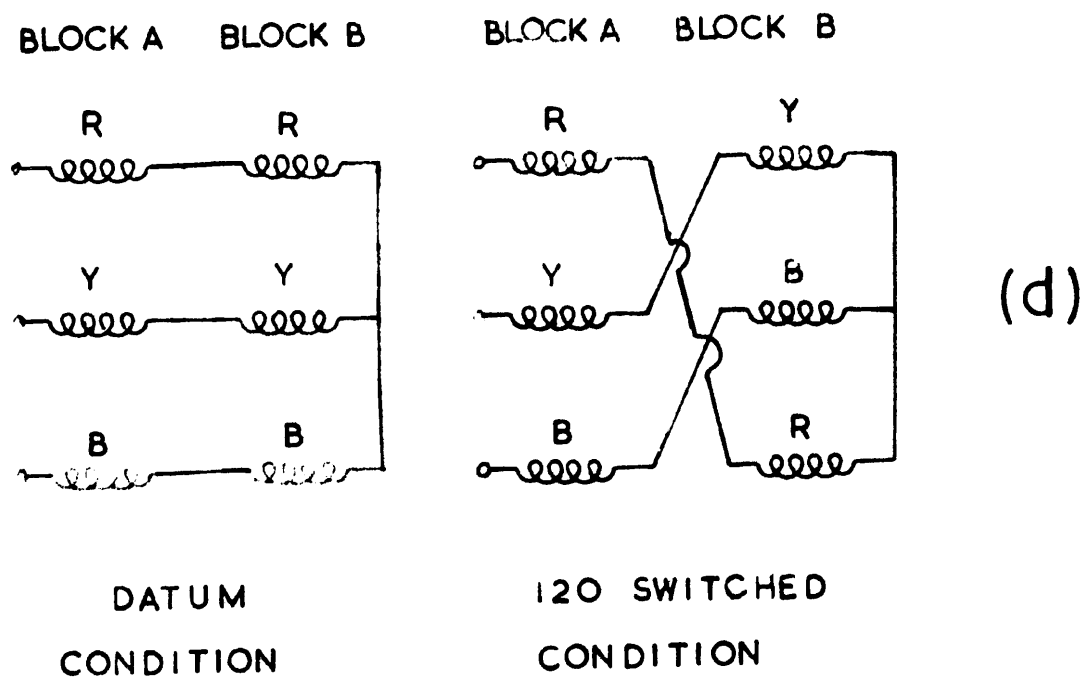 BLOCK A BLOCK B BLOCK A BLOCK B
R R R Y
Y Y Y B
(d)
B B B R
DATUM 120 SWITCHED
CONDITION CONDITION